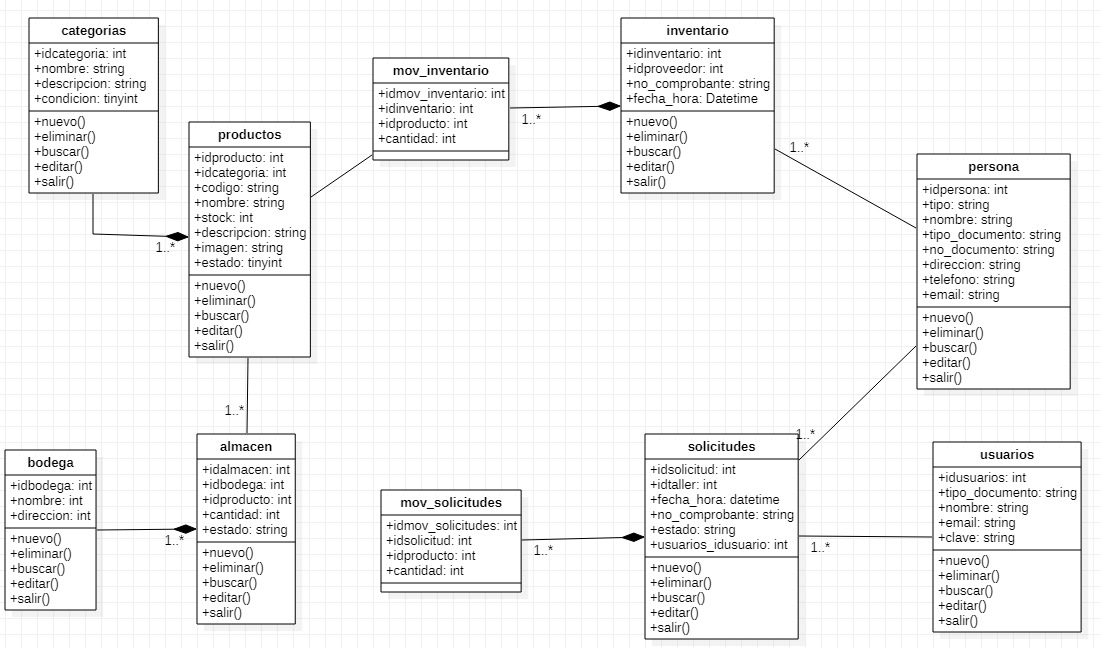 categorias
+idcategoria: int
+nombre: string
+descripcion: string
+condicion: tinyint
+nuevo()
+eliminar()
+buscar()
+editar()
+salir()
1..*
productos
+idproducto: int
+idcategoria: int
+codigo: string
+nombre: string
+stock: int
+descripcion: string
+imagen: string
+estado: tinyint
+nuevo()
+eliminar()
+buscar()
+editar()
+salir()
1..*
mov_inventario
+idmov_inventario: int
+idinventario: int
+idproducto: int
+cantidad: int
1..*
inventario
+idinventario: int
+idproveedor: int
+no_comprobante: string
+fecha_hora: Datetime
+nuevo()
+eliminar()
+buscar()
+editar()
+salir()
1..*
persona
+idpersona: int
+tipo: string
+nombre: string
+tipo_documento: string
+no_documento: string
+direccion: string
+telefono: string
+email: string
+nuevo()
+eliminar()
+buscar()
+editar()
+salir()
bodega
+idbodega: int
+nombre: int
+direccion: int
+nuevo()
+eliminar()
+buscar()
+editar()
+salir()
1..*
almacen
+idalmacen: int
+idbodega: int
+idproducto: int
+cantidad: int
+estado: string
+nuevo()
+eliminar()
+buscar()
+editar()
+salir()
mov_solicitudes
+idmov_solicitudes: int
+idsolicitud: int
+idproducto: int
+cantidad: int
1..*
1..*
solicitudes
+idsolicitud: int
+idtaller: int
+fecha_hora: datetime
+no_comprobante: string
+estado: string
+usuarios_idusuario: int
+nuevo()
+eliminar()
+buscar()
+editar()
+salir()
1..*
usuarios
+idusuarios: int
+tipo_documento: string
+nombre: string
+email: string
+clave: string
+nuevo()
+eliminar()
+buscar()
+editar()
+salir()